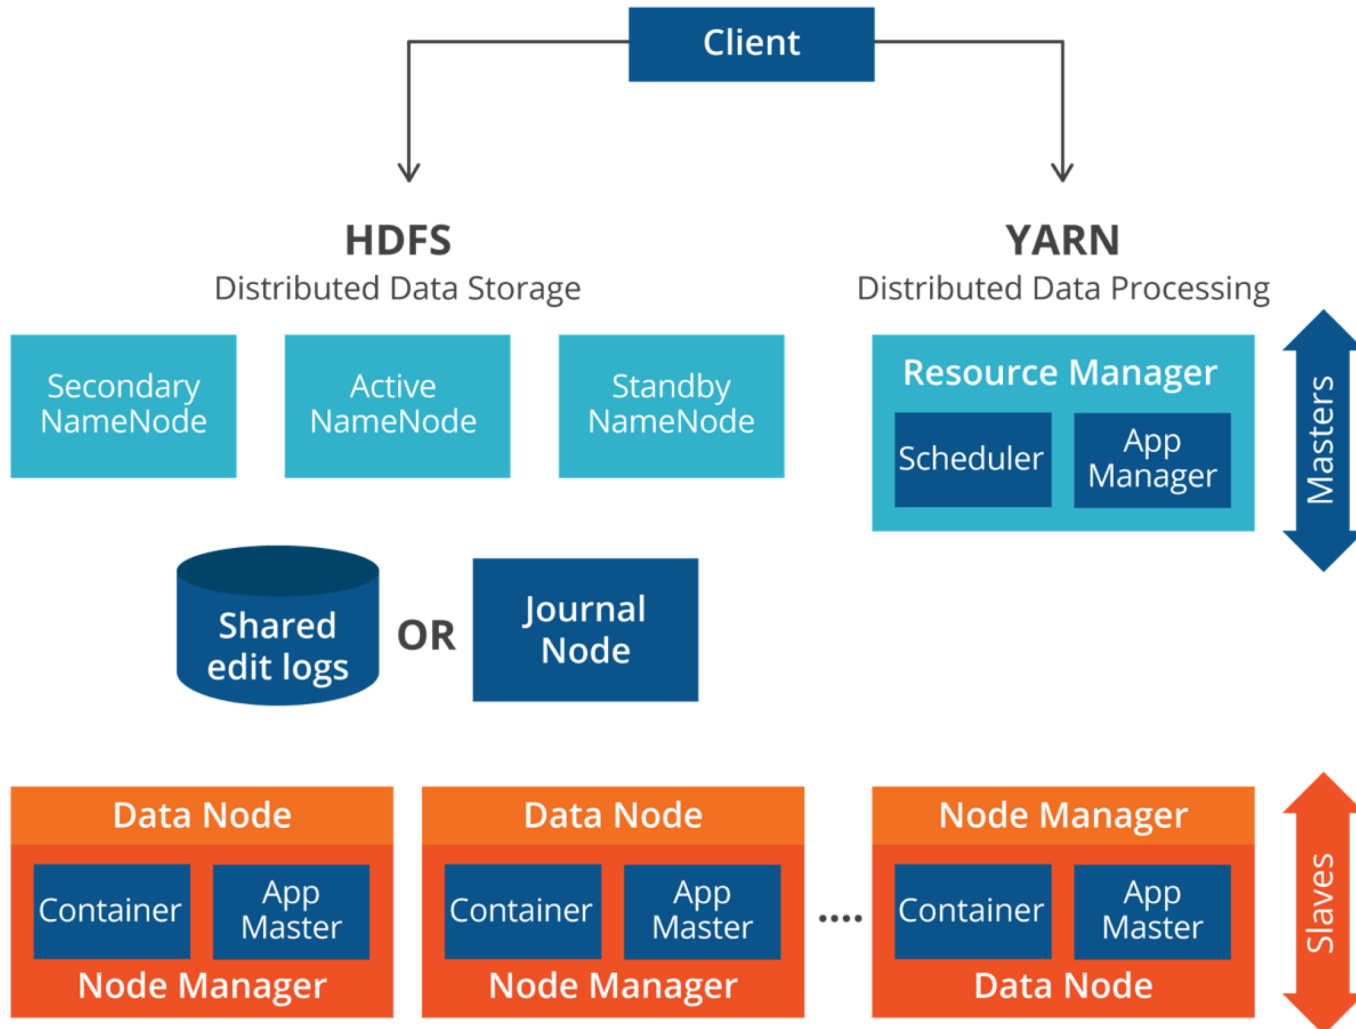 Client
HDFS
Distributed Data Storage
YARN
Distributed Data Processing
Secondary
NameNode
Active
NameNode
Standby
NameNode
Resource Manager
Scheduler
App
Manager
Masters
Shared
edit logs
OR
Journal
Node
Data Node
Container
App
Master
Node Manager
Data Node
Container
App
Master
Node Manager
....
Node Manager
Container
App
Master
Data Node
Slaves